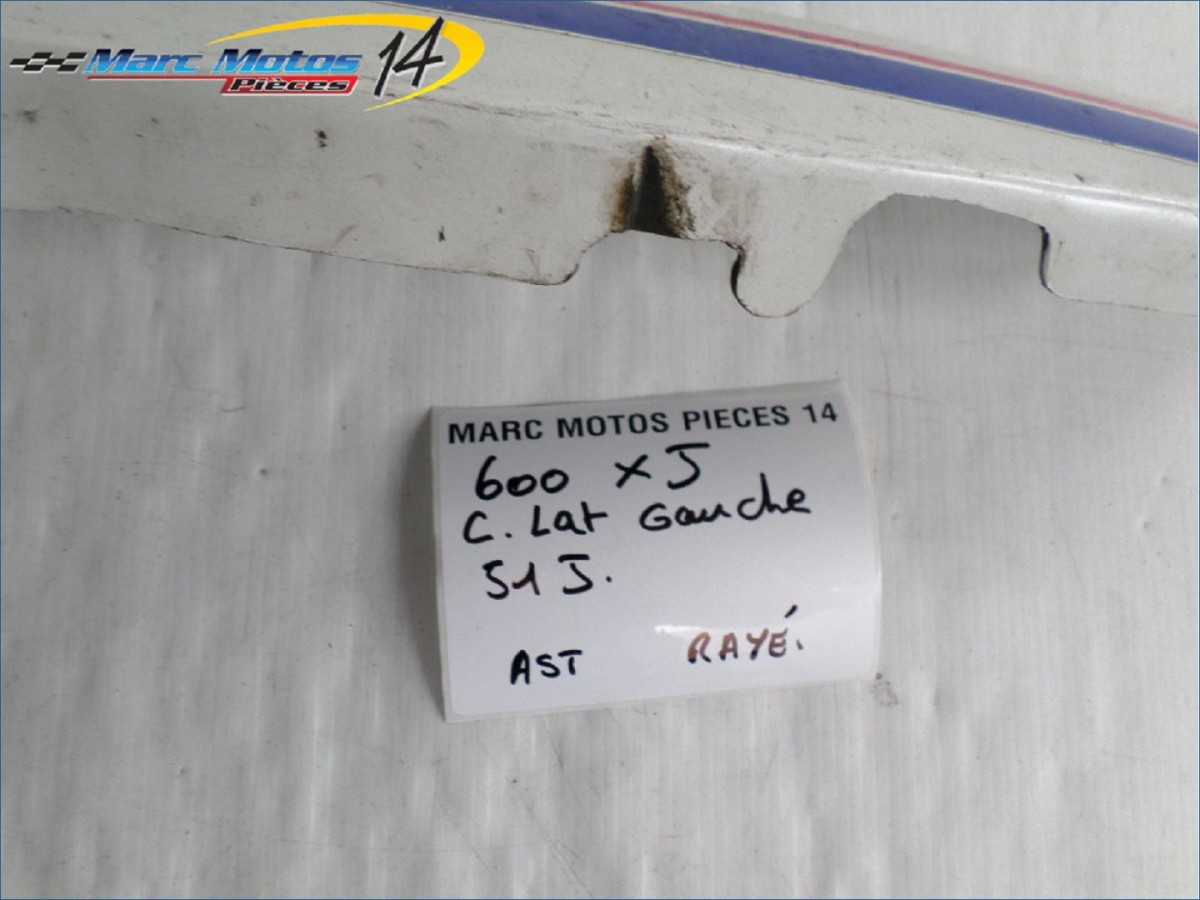 Marc Motos 14
Pièces
MARC MOTOS PIECES 14
600 XJ
C. Lat Gauche
51J.
AST RAYÉ.